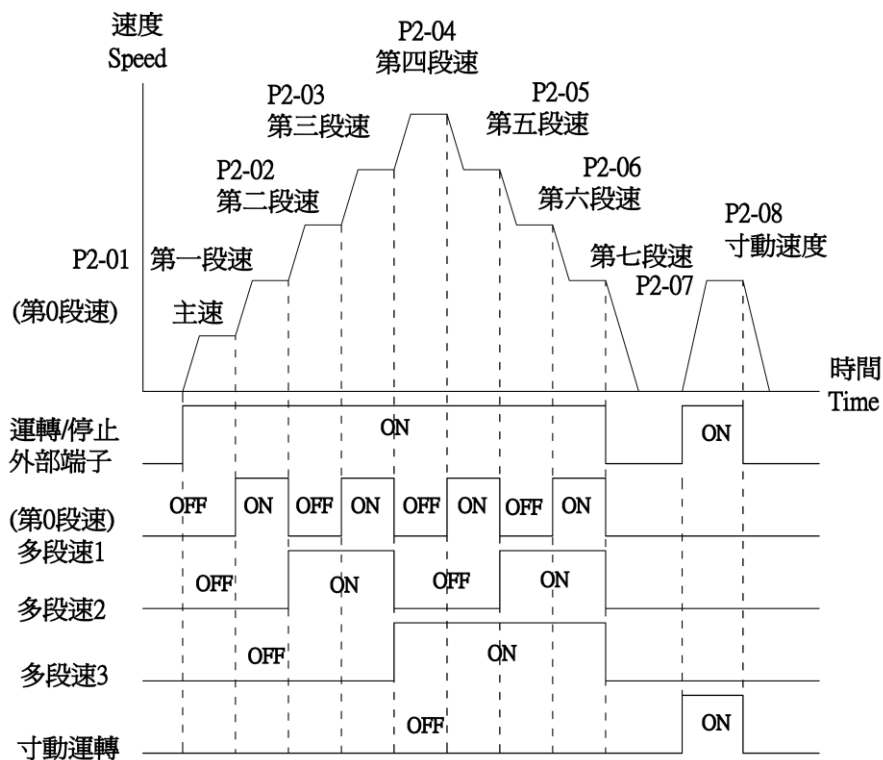 速度
Speed
P2-04
第四段速
P2-03
第三段速
P2-05
第五段速
P2-02
第二段速
P2-06
第六段速
P2-01
第一段速
第七段速
P2-07
P2-08
寸動速度
(第0段速)
主速
時間
Time
運轉/停止
外部端子
ON
ON
(第0段速)
多段速1
OFF
ON
OFF
ON
OFF
ON
OFF
ON
多段速2
OFF
ON
OFF
ON
多段速3
OFF
ON
寸動運轉
OFF
ON